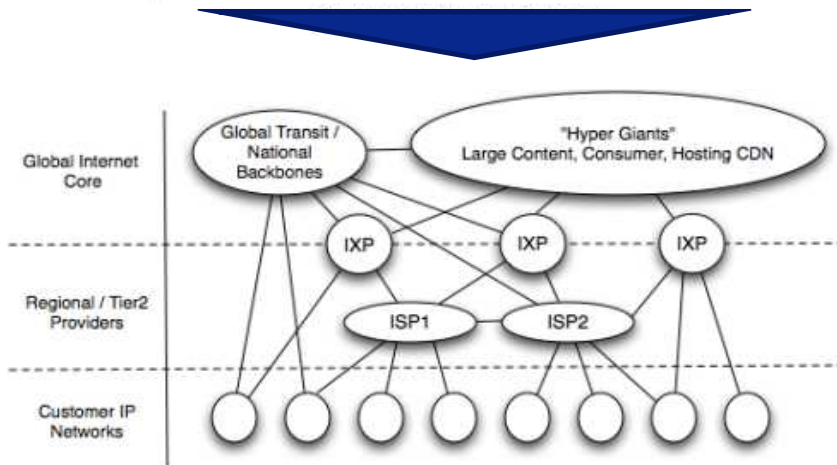 Global Internet
Core
Global Transit /
National
Backbones
"Hyper Giants"
Large Content, Consumer, Hosting CDN
IXP
IXP
IXP
Regional / Tier2
Providers
ISP1
ISP2
Customer IP
Networks